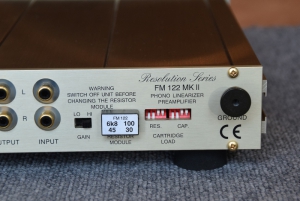 Resolution Series
FM 122 MK II
PHONO LINEARIZER
PREAMPLIFIER
WARNING
SWITCH OFF UNIT BEFORE
CHANGING THE RESISTOR
MODULE
L
R
LO HI
GAIN
FM 122
6k8 100
45 30
RESISTOR
MODULE
RES. CAP.
CARTRIDGE
LOAD
GROUND
CE
OUTPUT
INPUT